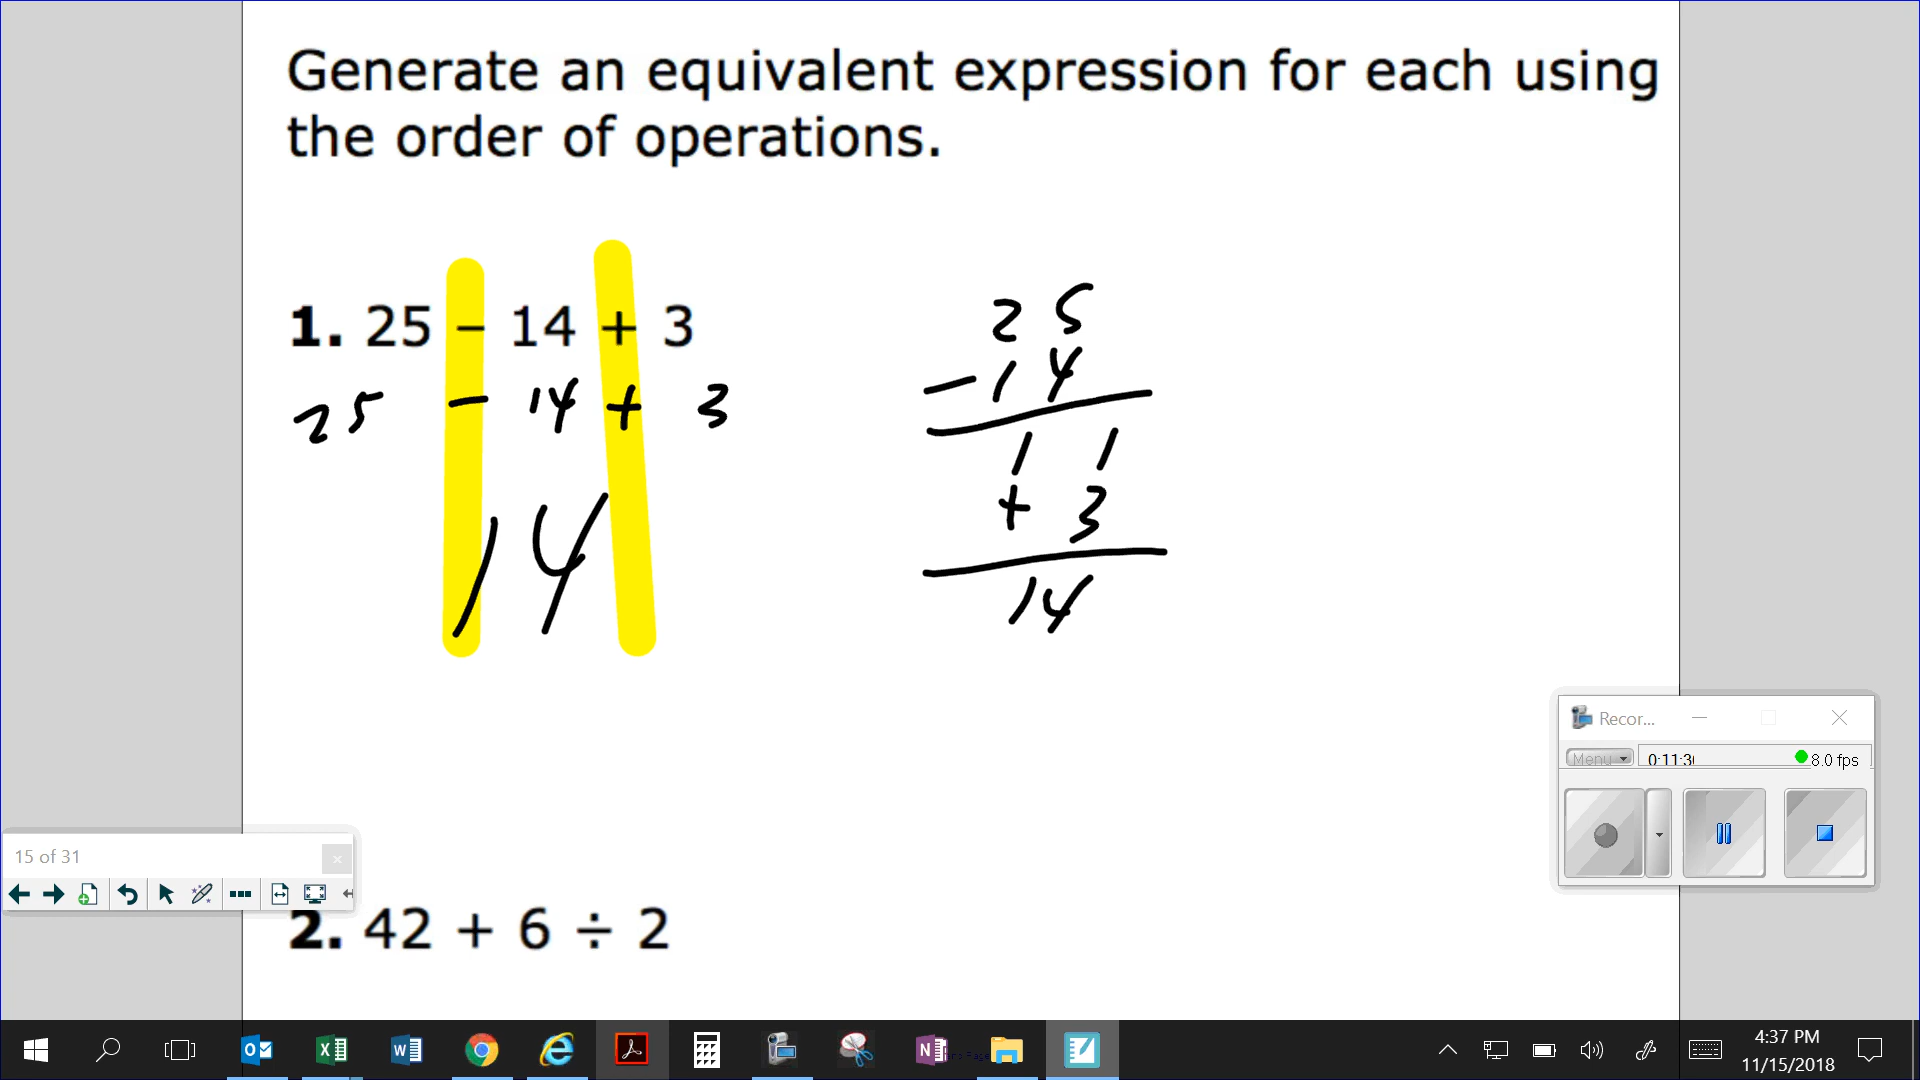 Generate an equivalent expression for each using
the order of operations.
1. 25 – 14 + 3
25 – 14 + 3
14
25
– 14
11
+ 3
14
Recor...
Menu
0:11:3
8.0 fps
15 of 31
2. 42 + 6 ÷ 2
4:37 PM
11/15/2018